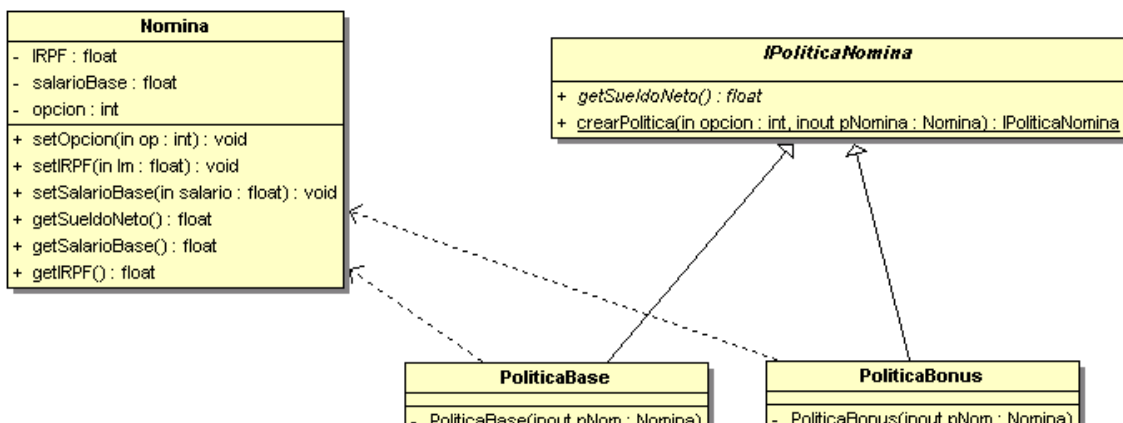 Nomina
- IRPF : float
- salarioBase : float
- opcion : int
+ setOpcion(in op : int) : void
+ setIRPF(in Im : float) : void
+ setSalarioBase(in salario : float) : void
+ getSueldoNeto() : float
+ getSalarioBase() : float
+ getIRPF() : float
IPoliticaNomina
+ getSueldoNeto() : float
+ crearPolitica(in opcion : int, inout pNomina : Nomina) : IPoliticaNomina
PoliticaBase
- PoliticaBase(inout pNom : Nomina)
PoliticaBonus
- PoliticaBonus(inout pNom : Nomina)